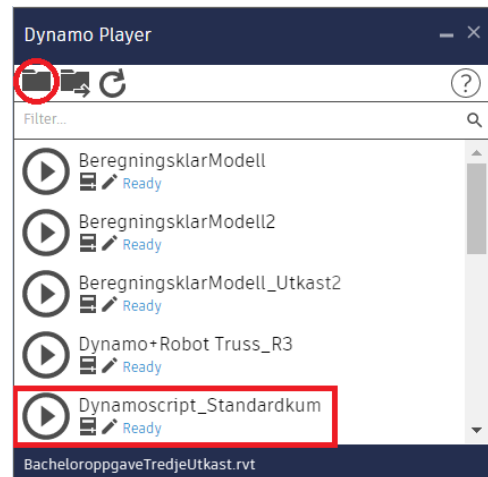 Dynamo Player
?
Filter...
BeregningsklarModell
Ready
BeregningsklarModell2
Ready
BeregningsklarModell_Utkast2
Ready
Dynamo+Robot Truss_R3
Ready
Dynamoscript_Standardkum
Ready
BacheloroppgaveTredjeUtkast.rvt